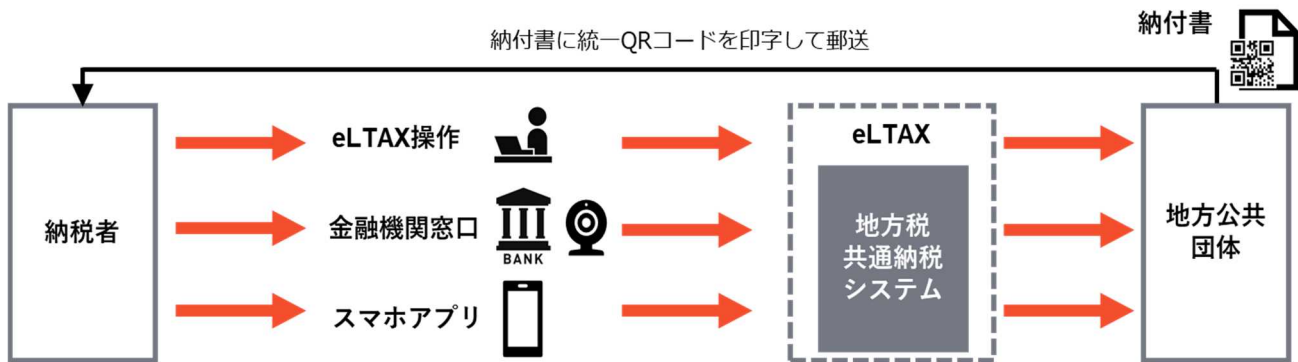 納付書に統一QRコードを印字して郵送
納付書
納税者
eLTAX操作
金融機関窓口
BANK
スマホアプリ
eLTAX
地方税
共通納税
システム
地方公共
団体